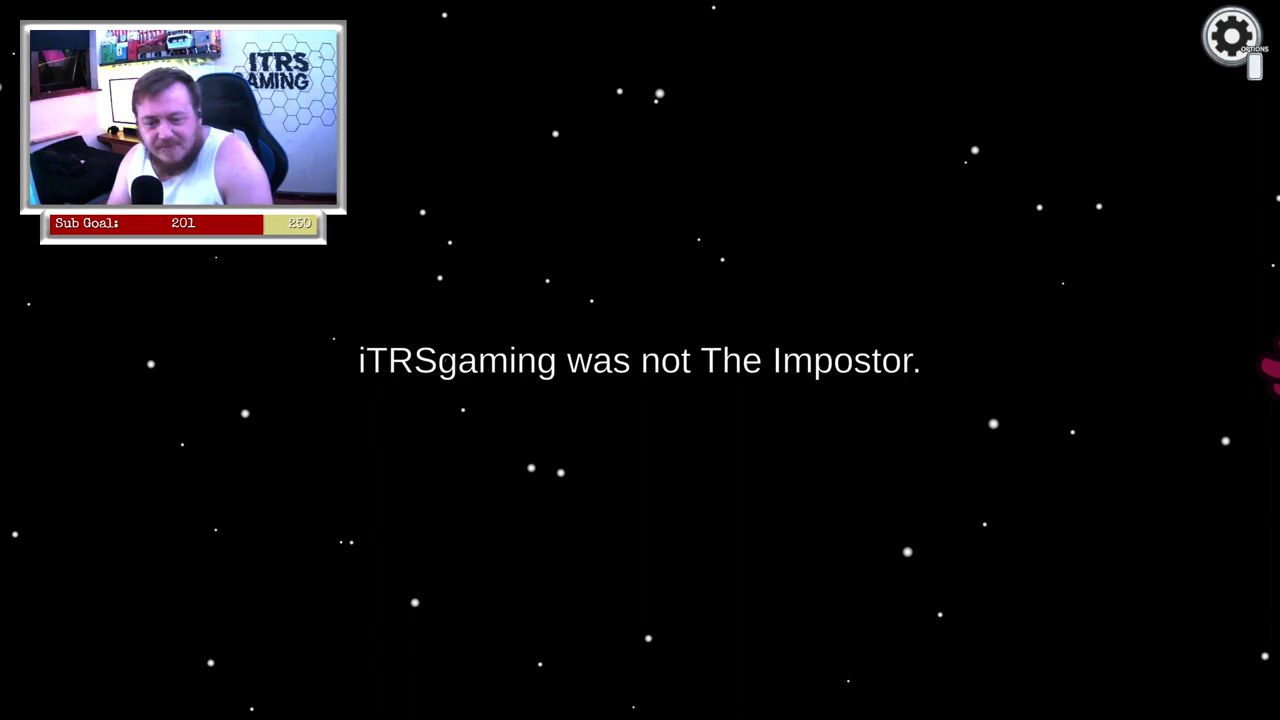 ITRS
AMING
OPTIONS
Sub Goal: 201 250
iTRSgaming was not The Impostor.